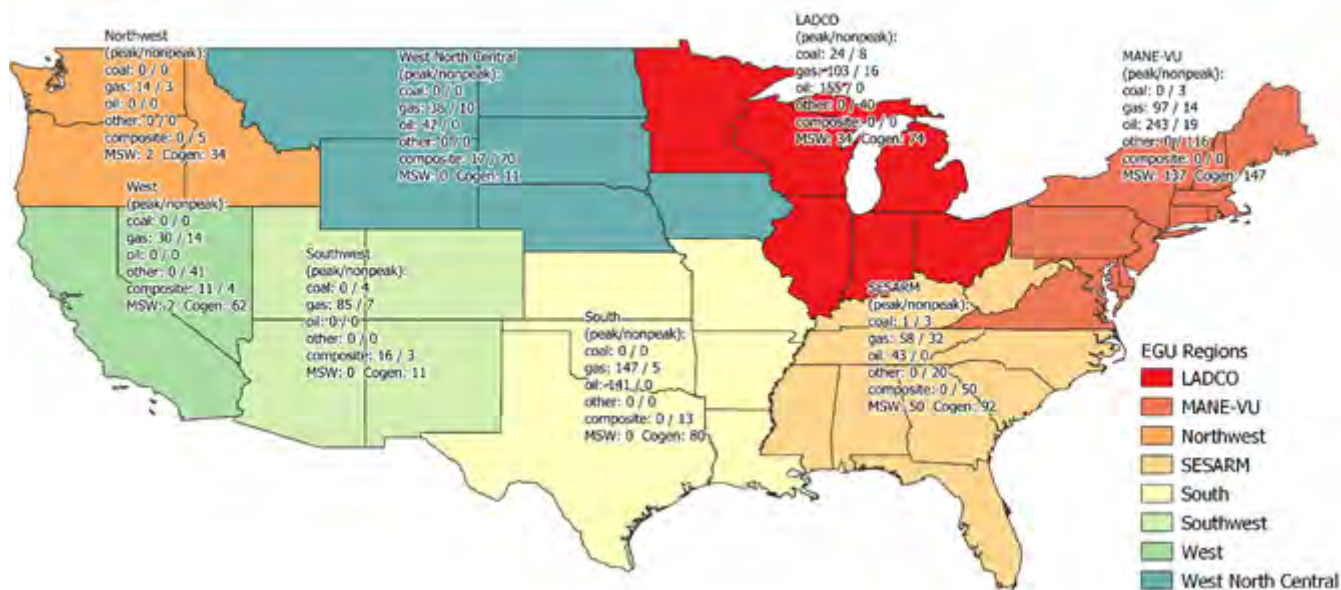 Northwest
(peak/nonpeak):
coal: 0 / 0
gas: 14 / 3
oil: 0 / 0
other: 0 / 0
composite: 0 / 5
MSW: 2 Cogen: 34
West North Central
(peak/nonpeak):
coal: 0 / 0
gas: 38 / 10
oil: 42 / 0
other: 0 / 0
composite: 17 / 70
MSW: 0 Cogen: 11
LADCO
(peak/nonpeak):
coal: 24 / 8
gas: 103 / 16
oil: 155 / 0
other: 0 / 40
composite: 0 / 0
MSW: 34 Cogen: 74
MANE-VU
(peak/nonpeak):
coal: 0 / 3
gas: 97 / 14
oil: 243 / 19
other: 0 / 116
composite: 0 / 0
MSW: 137 Cogen: 147
West
(peak/nonpeak):
coal: 0 / 0
gas: 30 / 14
oil: 0 / 0
other: 0 / 41
composite: 11 / 4
MSW: 2 Cogen: 62
Southwest
(peak/nonpeak):
coal: 0 / 4
gas: 85 / 7
oil: 0 / 0
other: 0 / 0
composite: 16 / 3
MSW: 0 Cogen: 11
South
(peak/nonpeak):
coal: 0 / 0
gas: 147 / 5
oil: 141 / 0
other: 0 / 0
composite: 0 / 13
MSW: 0 Cogen: 80
SESARM
(peak/nonpeak):
coal: 1 / 3
gas: 58 / 32
oil: 43 / 0
other: 0 / 20
composite: 0 / 50
MSW: 50 Cogen: 92
EGU Regions
LADCO
MANE-VU
Northwest
SESARM
South
Southwest
West
West North Central